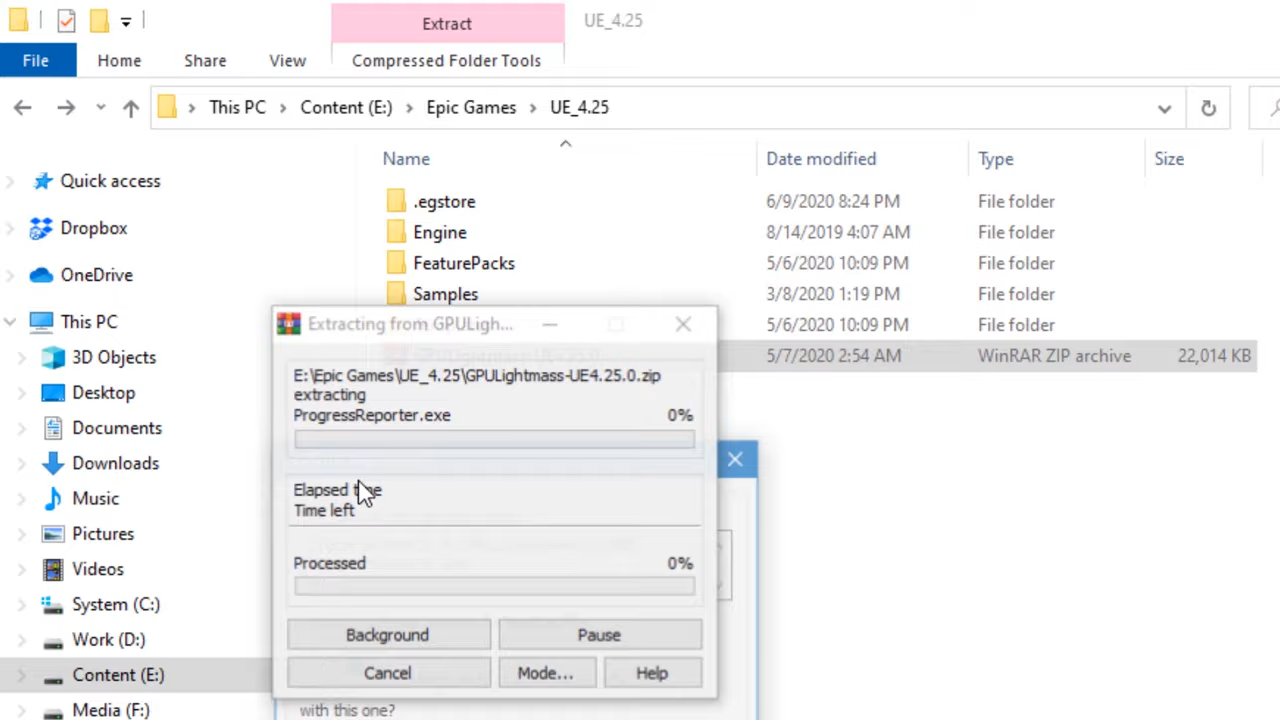 Extract
UE_4.25
File
Home
Share
View
Compressed Folder Tools
This PC
Content (E:)
Epic Games
UE_4.25
Name
Date modified
Type
Size
Quick access
Dropbox
OneDrive
This PC
3D Objects
Desktop
Documents
Downloads
Music
Pictures
Videos
System (C:)
Work (D:)
Content (E:)
Media (F:)
.egstore
6/9/2020 8:24 PM
File folder
Engine
8/14/2019 4:07 AM
File folder
FeaturePacks
5/6/2020 10:09 PM
File folder
Samples
3/8/2020 1:19 PM
File folder
5/6/2020 10:09 PM
File folder
5/7/2020 2:54 AM
WinRAR ZIP archive
22,014 KB
Extracting from GPULigh...
E:\Epic Games\UE_4.25\GPULightmass-UE4.25.0.zip
extracting
ProgressReporter.exe
0%
Elapsed time
Time left
Processed
0%
Background
Pause
Cancel
Mode...
Help
with this one?